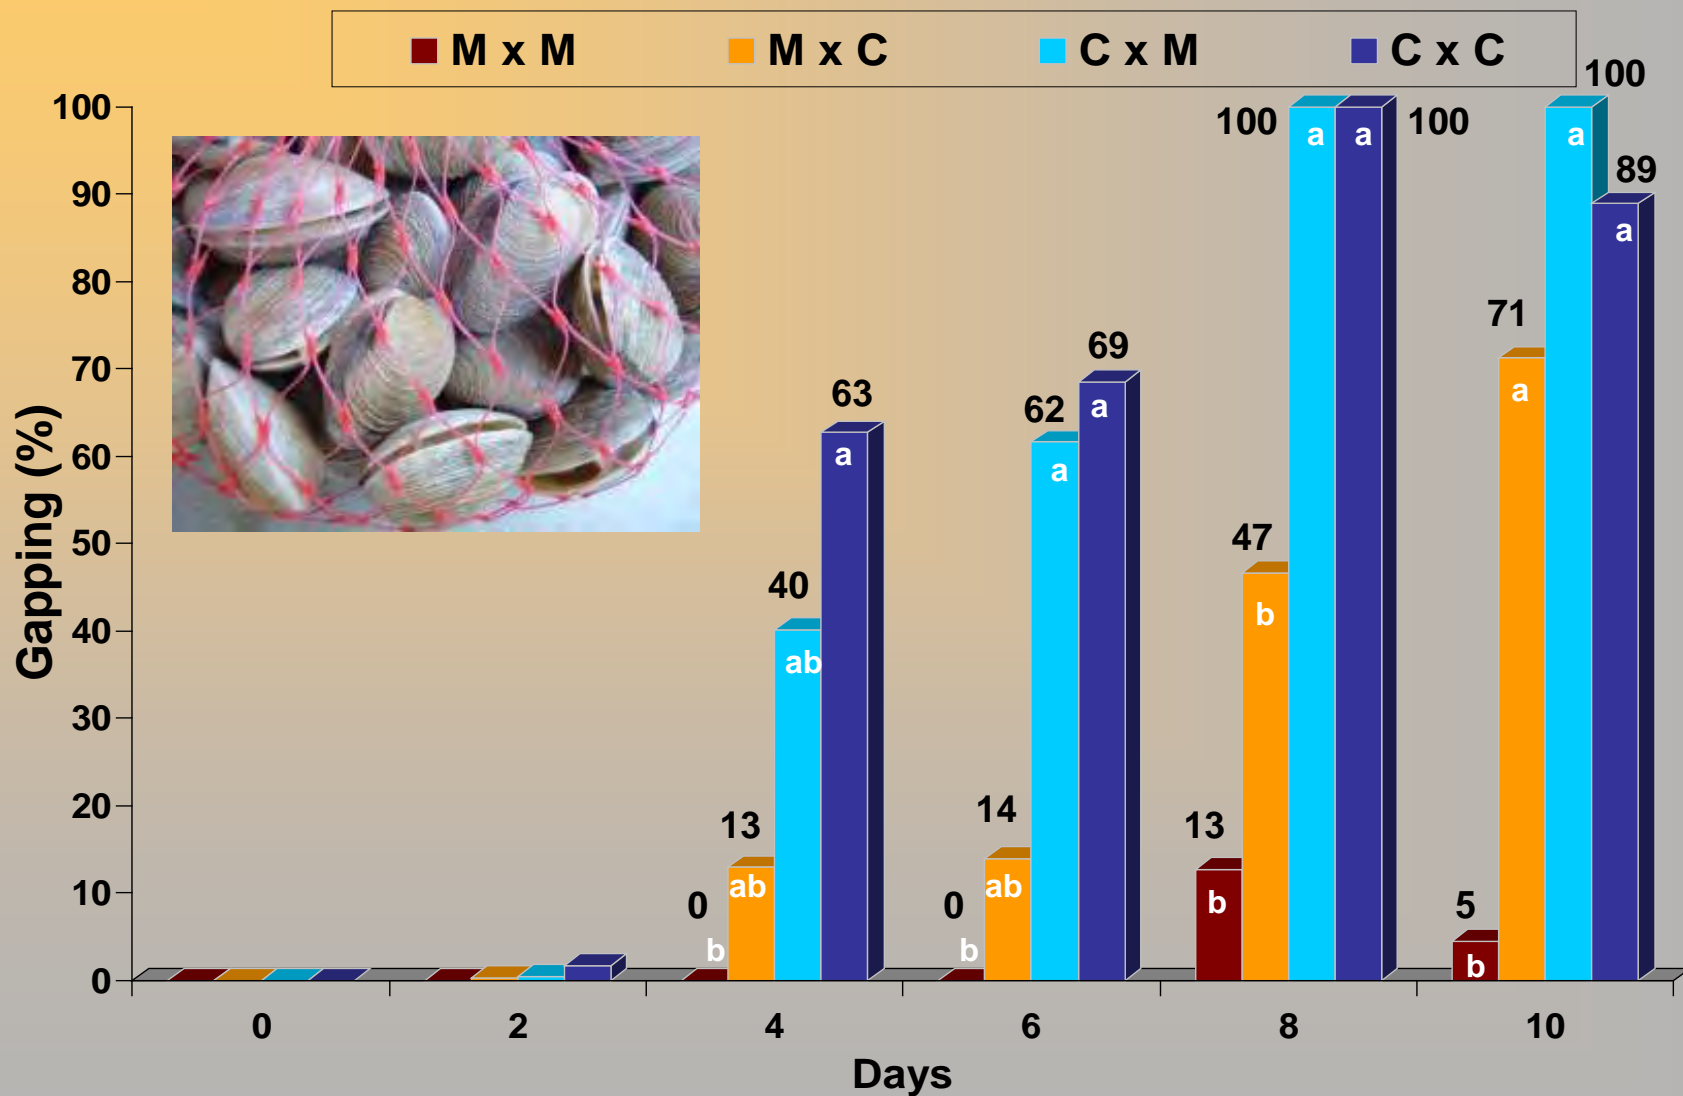 M x M M x C C x M C x C
100
90
80
70
60
50
40
30
20
10
0
Gapping (%)
0 b 13 ab 40 ab 63 a
0 b 14 ab 62 a 69 a
13 b 47 b 100 a 100 a
5 b 71 a 100 a 89 a
0 2 4 6 8 10
Days